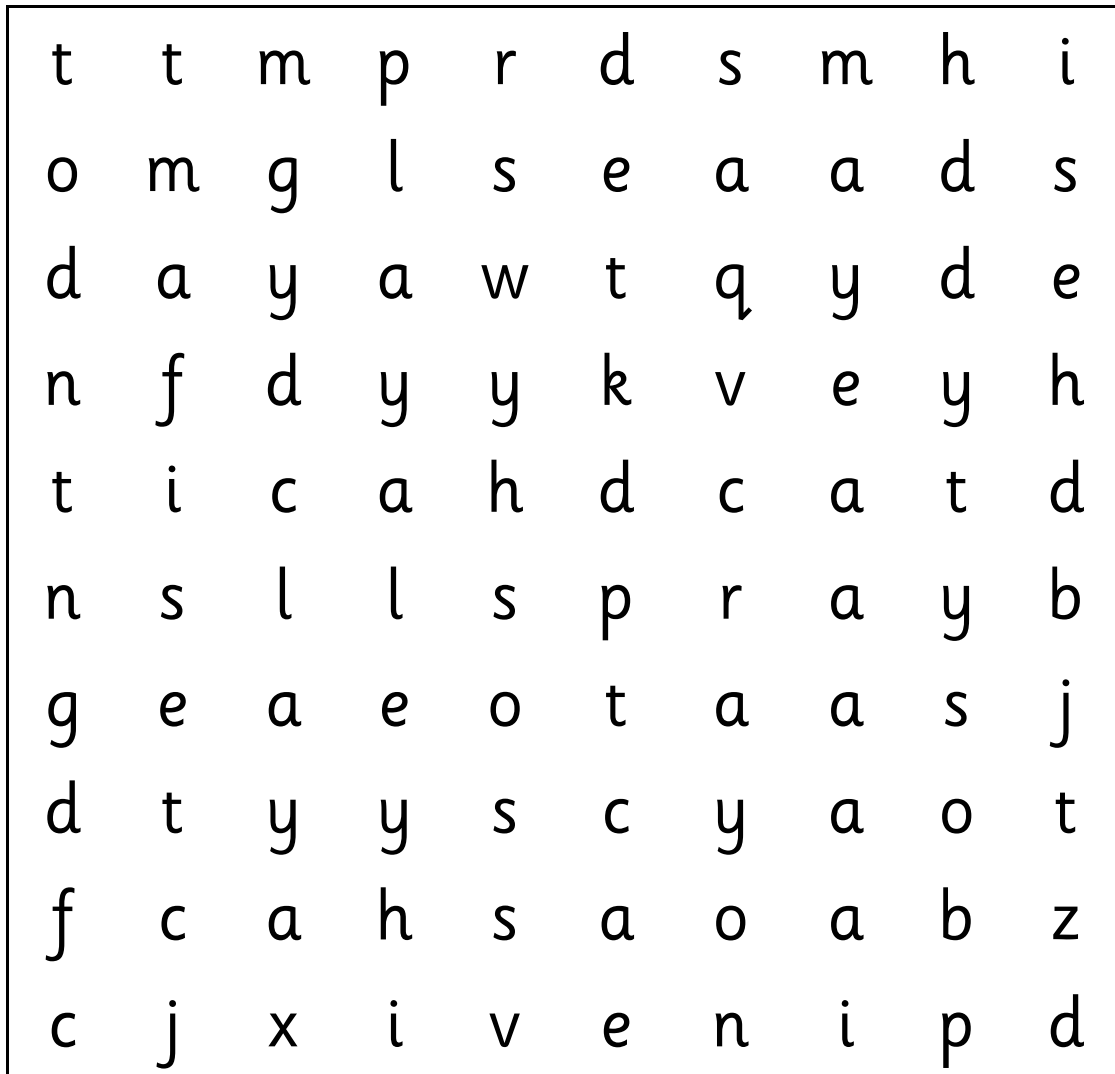 t t m p r d s m h i
o m g l s e a a d s
d a y a w t q y d e
n f d y y k v e y h
t i c a h d c a t d
n s l l s p r a y b
g e a e o t a a s j
d t y y s c y a o t
f c a h s a o a b z
c j x i v e n i p d